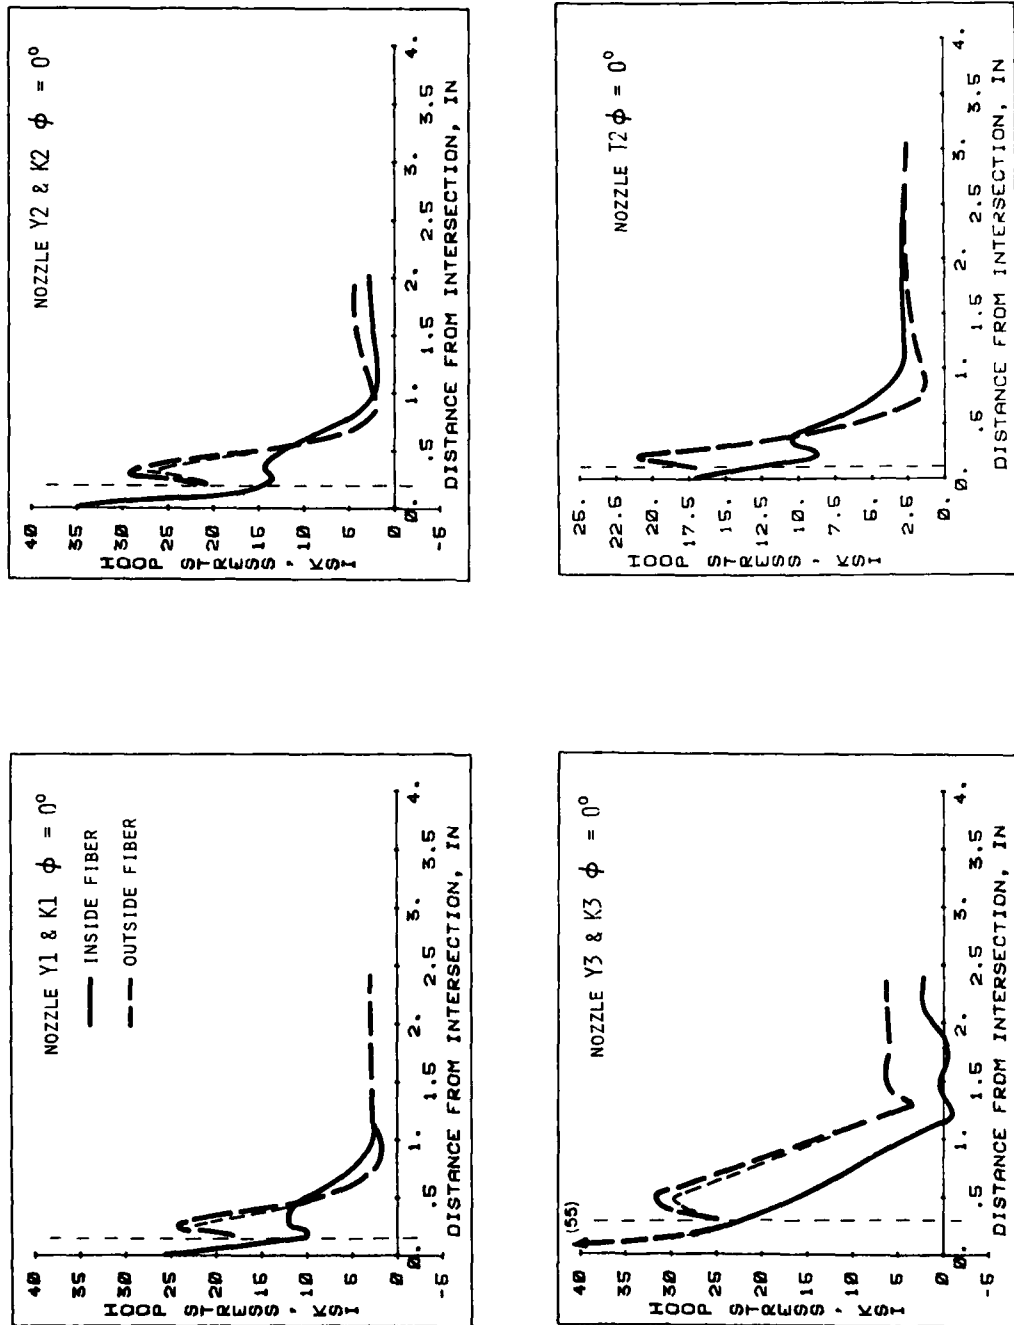 NOZZLE Y1 & K1 ϕ = 0°
INSIDE FIBER
OUTSIDE FIBER
40
35
30
25
20
15
10
5
0
-5
HOOP STRESS, KSI
0. .5 1. 1.5 2. 2.5 3. 3.5 4.
DISTANCE FROM INTERSECTION, IN
NOZZLE Y2 & K2 ϕ = 0°
40
35
30
25
20
15
10
5
0
-5
HOOP STRESS, KSI
0. .5 1. 1.5 2. 2.5 3. 3.5 4.
DISTANCE FROM INTERSECTION, IN
NOZZLE Y3 & K3 ϕ = 0°
(55)
40
35
30
25
20
15
10
5
0
-5
HOOP STRESS, KSI
0. .5 1. 1.5 2. 2.5 3. 3.5 4.
DISTANCE FROM INTERSECTION, IN
NOZZLE T2 ϕ = 0°
25.
22.5
20.
17.5
15.
12.5
10.
7.5
5.
2.5
0
HOOP STRESS, KSI
0. .5 1. 1.5 2. 2.5 3. 3.5 4.
DISTANCE FROM INTERSECTION, IN